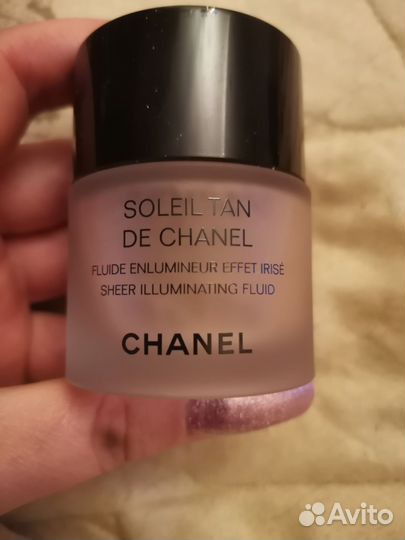 SOLEIL TAN
DE CHANEL
FLUIDE ENLUMINEUR EFFET IRISÉ
SHEER ILLUMINATING FLUID
CHANEL
Avito